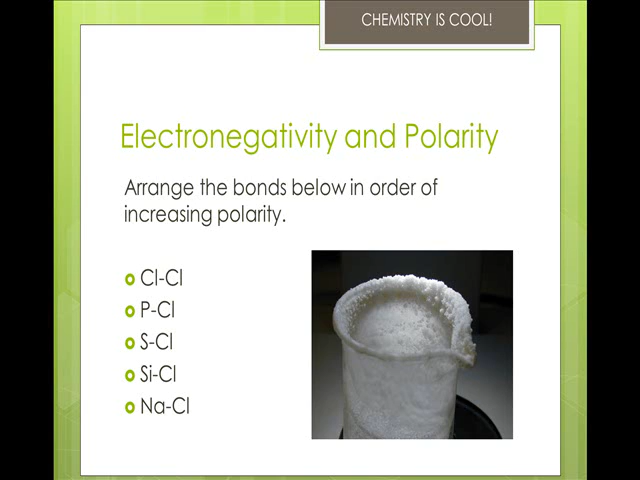 CHEMISTRY IS COOL!
Electronegativity and Polarity
Arrange the bonds below in order of
increasing polarity.
Cl-Cl
P-Cl
S-Cl
Si-Cl
Na-Cl